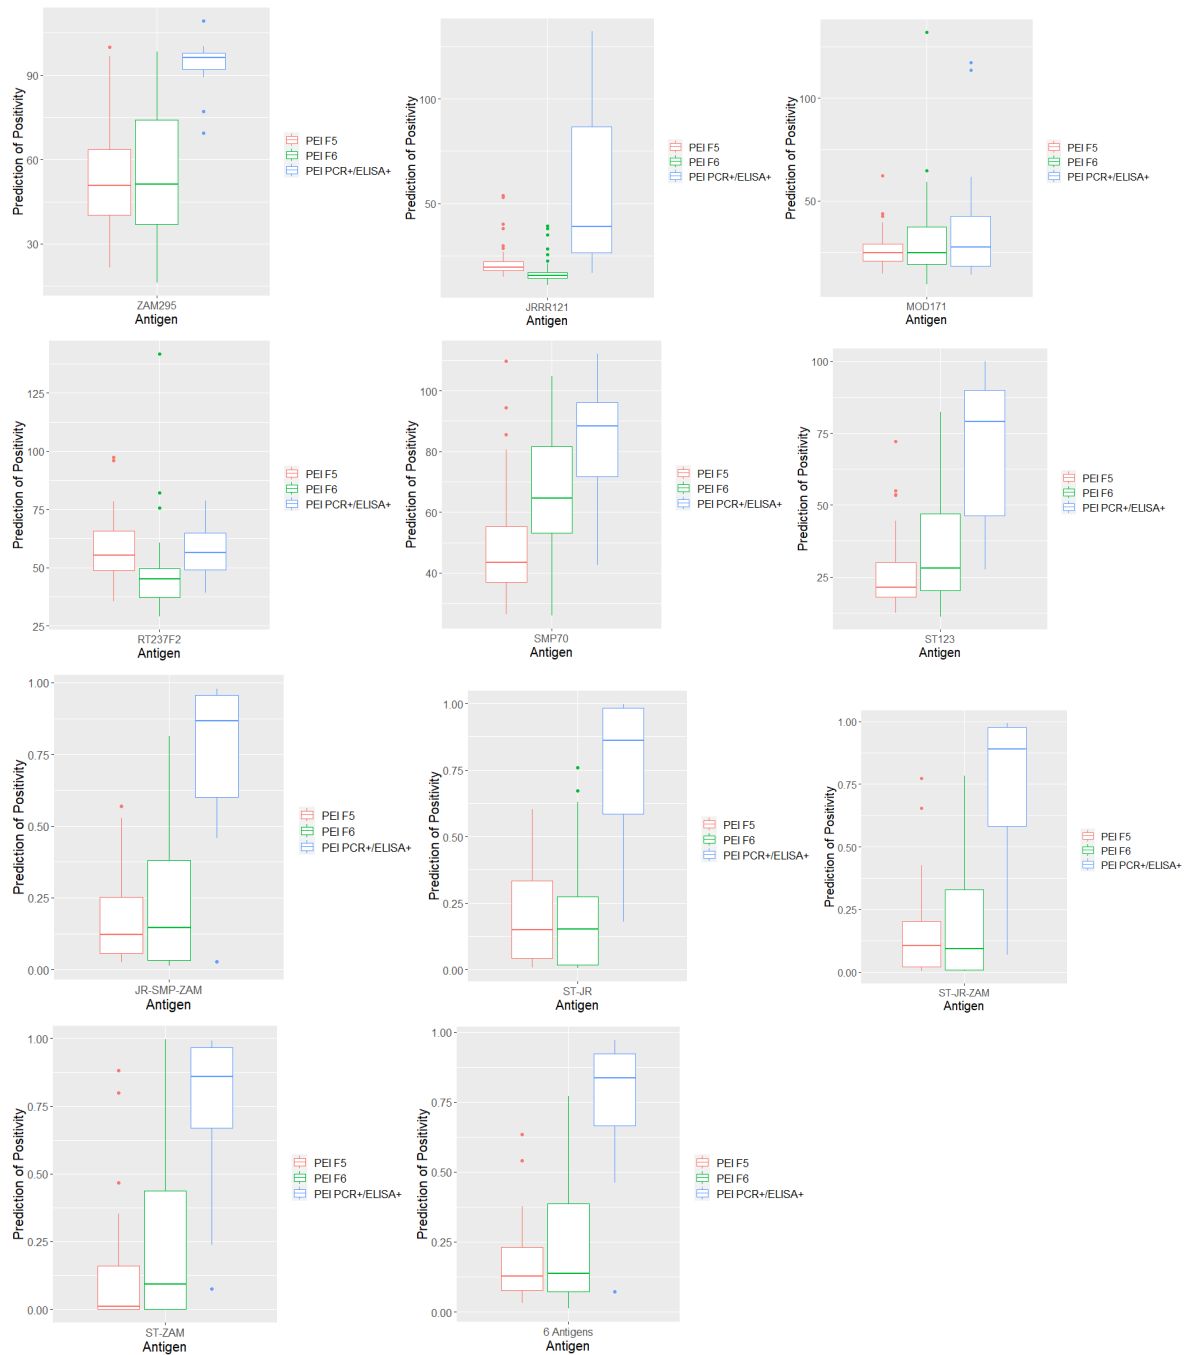 Prediction of Positivity
90
60
30
ZAM295
Antigen
PEI F5
PEI F6
PEI PCR+/ELISA+
Prediction of Positivity
100
50
JRRR121
Antigen
PEI F5
PEI F6
PEI PCR+/ELISA+
Prediction of Positivity
100
50
MOD171
Antigen
PEI F5
PEI F6
PEI PCR+/ELISA+
Prediction of Positivity
125
100
75
50
25
RT237F2
Antigen
PEI F5
PEI F6
PEI PCR+/ELISA+
Prediction of Positivity
100
80
60
40
SMP70
Antigen
PEI F5
PEI F6
PEI PCR+/ELISA+
Prediction of Positivity
100
75
50
25
ST123
Antigen
PEI F5
PEI F6
PEI PCR+/ELISA+
Prediction of Positivity
1.00
0.75
0.50
0.25
0.00
JR-SMP-ZAM
Antigen
PEI F5
PEI F6
PEI PCR+/ELISA+
Prediction of Positivity
1.00
0.75
0.50
0.25
0.00
ST-JR
Antigen
PEI F5
PEI F6
PEI PCR+/ELISA+
Prediction of Positivity
1.00
0.75
0.50
0.25
0.00
ST-JR-ZAM
Antigen
PEI F5
PEI F6
PEI PCR+/ELISA+
Prediction of Positivity
1.00
0.75
0.50
0.25
0.00
ST-ZAM
Antigen
PEI F5
PEI F6
PEI PCR+/ELISA+
Prediction of Positivity
1.00
0.75
0.50
0.25
0.00
6 Antigens
Antigen
PEI F5
PEI F6
PEI PCR+/ELISA+